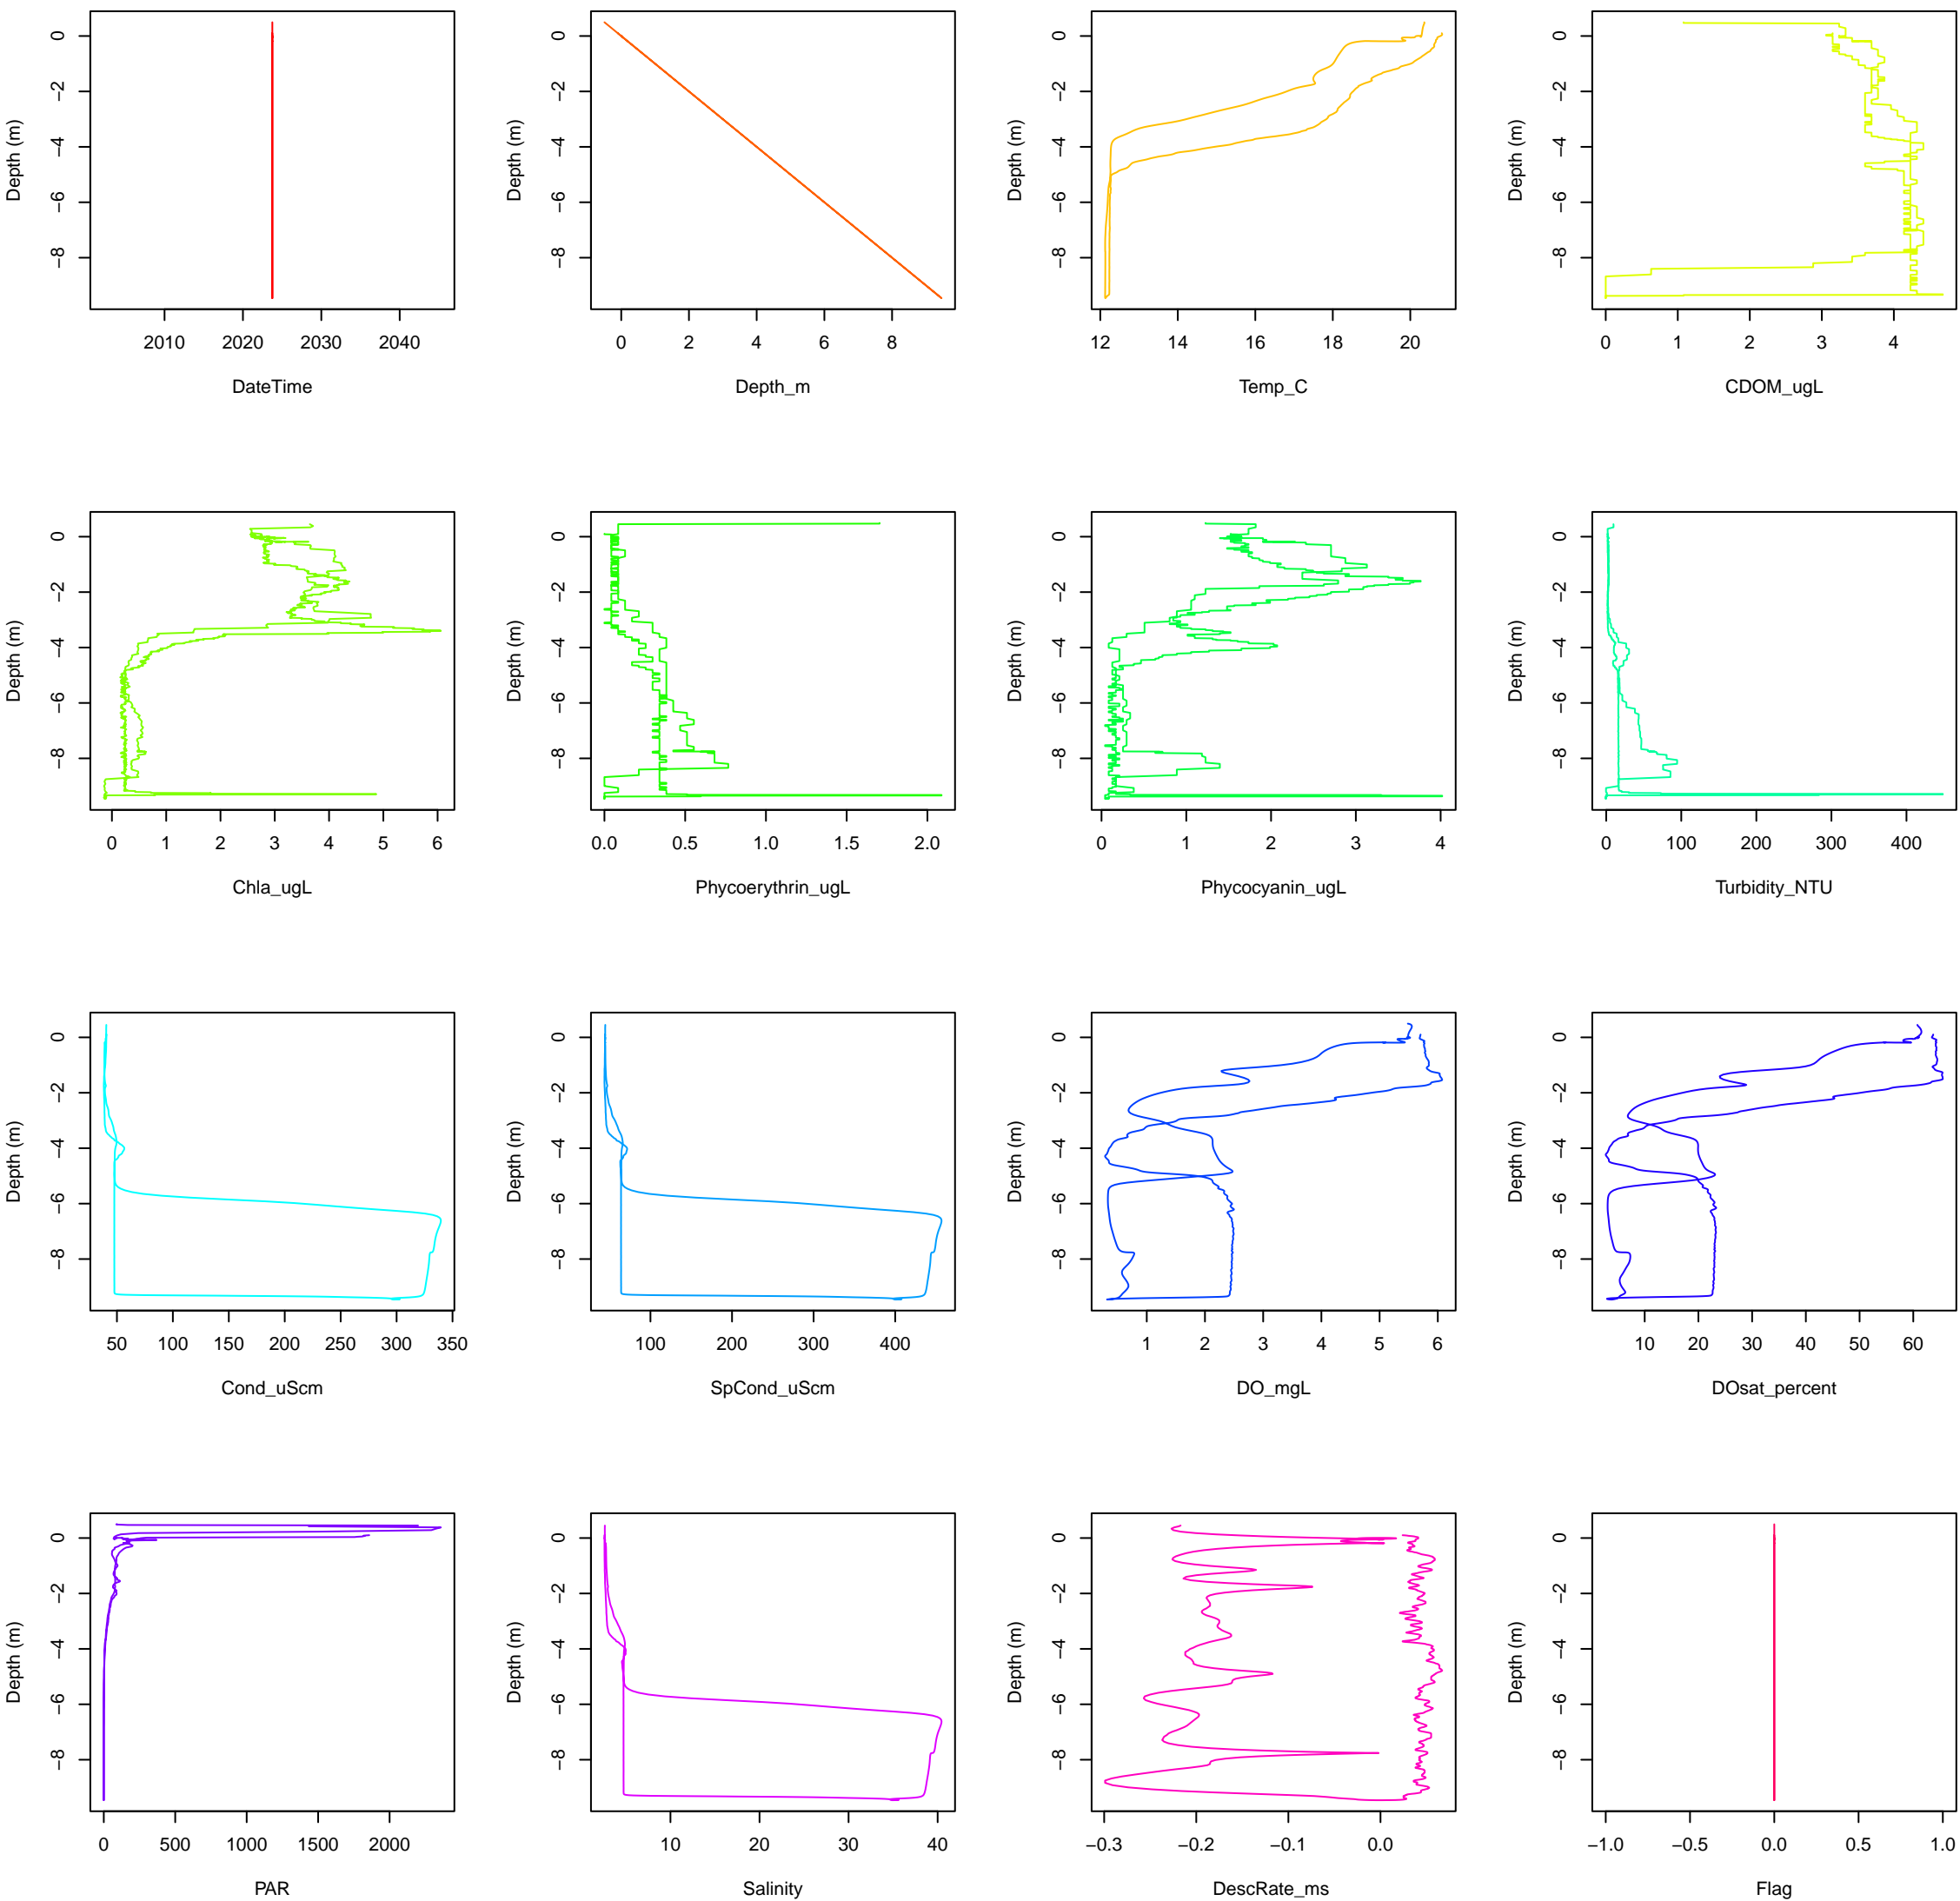 0 −2 −4 −6 −8 Depth (m) 2010 2020 2030 2040 DateTime
0 −2 −4 −6 −8 Depth (m) 0 2 4 6 8 Depth_m
0 −2 −4 −6 −8 Depth (m) 12 14 16 18 20 Temp_C
0 −2 −4 −6 −8 Depth (m) 0 1 2 3 4 CDOM_ugL
0 −2 −4 −6 −8 Depth (m) 0 1 2 3 4 5 6 Chla_ugL
0 −2 −4 −6 −8 Depth (m) 0.0 0.5 1.0 1.5 2.0 Phycoerythrin_ugL
0 −2 −4 −6 −8 Depth (m) 0 1 2 3 4 Phycocyanin_ugL
0 −2 −4 −6 −8 Depth (m) 0 100 200 300 400 Turbidity_NTU
0 −2 −4 −6 −8 Depth (m) 50 100 150 200 250 300 350 Cond_uScm
0 −2 −4 −6 −8 Depth (m) 100 200 300 400 SpCond_uScm
0 −2 −4 −6 −8 Depth (m) 1 2 3 4 5 6 DO_mgL
0 −2 −4 −6 −8 Depth (m) 10 20 30 40 50 60 DOsat_percent
0 −2 −4 −6 −8 Depth (m) 0 500 1000 1500 2000 PAR
0 −2 −4 −6 −8 Depth (m) 10 20 30 40 Salinity
0 −2 −4 −6 −8 Depth (m) −0.3 −0.2 −0.1 0.0 DescRate_ms
0 −2 −4 −6 −8 Depth (m) −1.0 −0.5 0.0 0.5 1.0 Flag